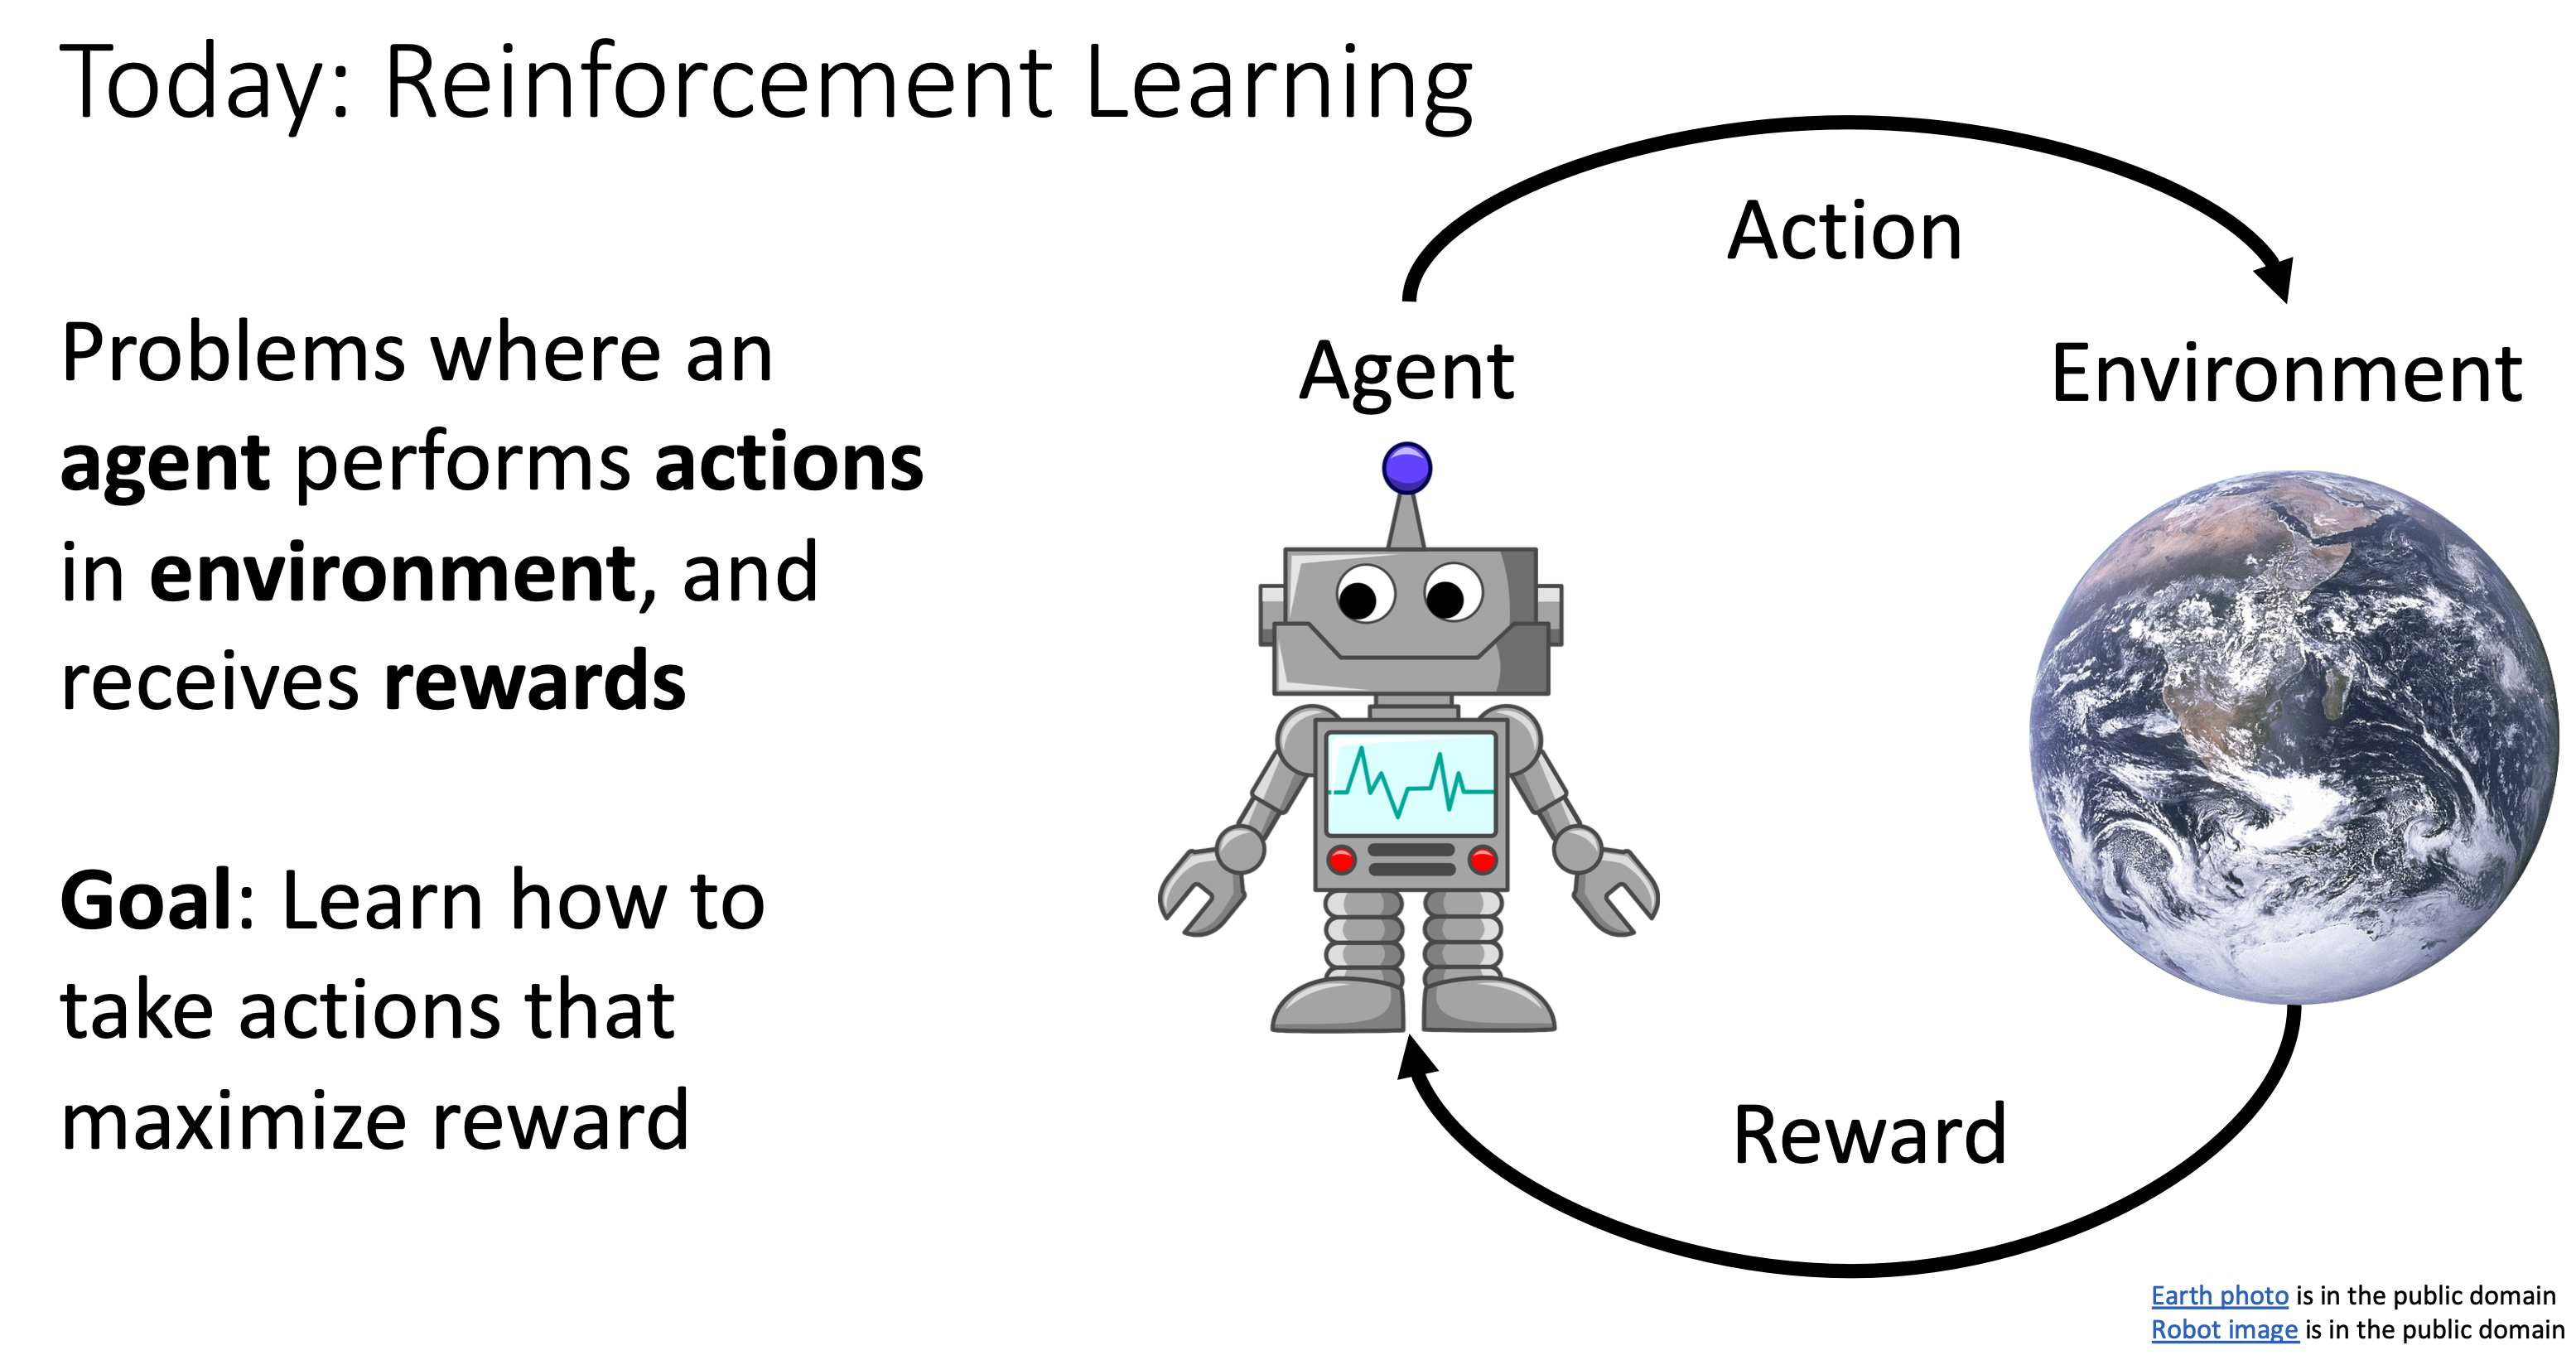 Today: Reinforcement Learning
Problems where an
agent performs actions
in environment, and
receives rewards
Goal: Learn how to
take actions that
maximize reward
Action
Agent
Environment
Reward
Earth photo is in the public domain
Robot image is in the public domain